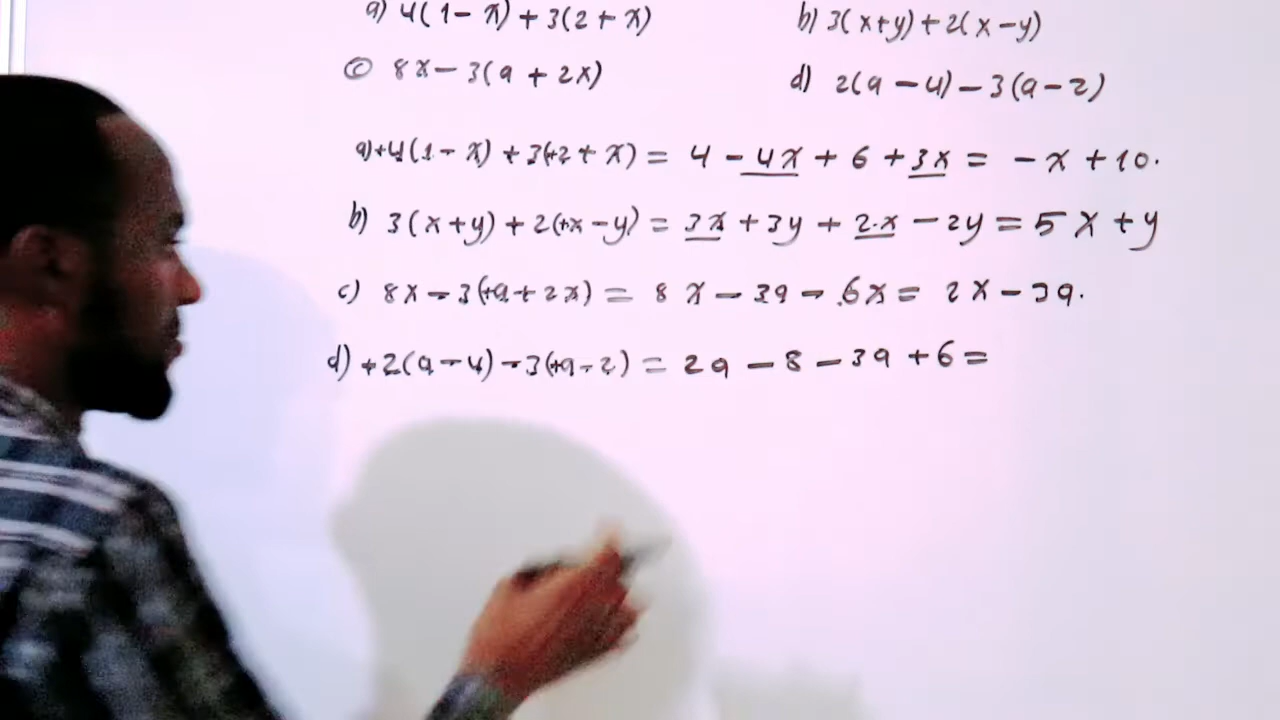 a) 4(1-x)+3(2+x) b) 3(x+y)+2(x-y)
c) 8x-3(a+2x) d) 2(a-4)-3(a-2)
a)+4(1-x)+3(+2+x)= 4-4x+6+3x= -x+10.
b) 3(x+y)+2(+x-y)= 3x+3y+2·x-2y=5x+y
c) 8x-3(+a+2x)= 8x-3a-6x= 2x-3a.
d) +2(a-4)-3(+a-2)= 2a-8-3a+6=